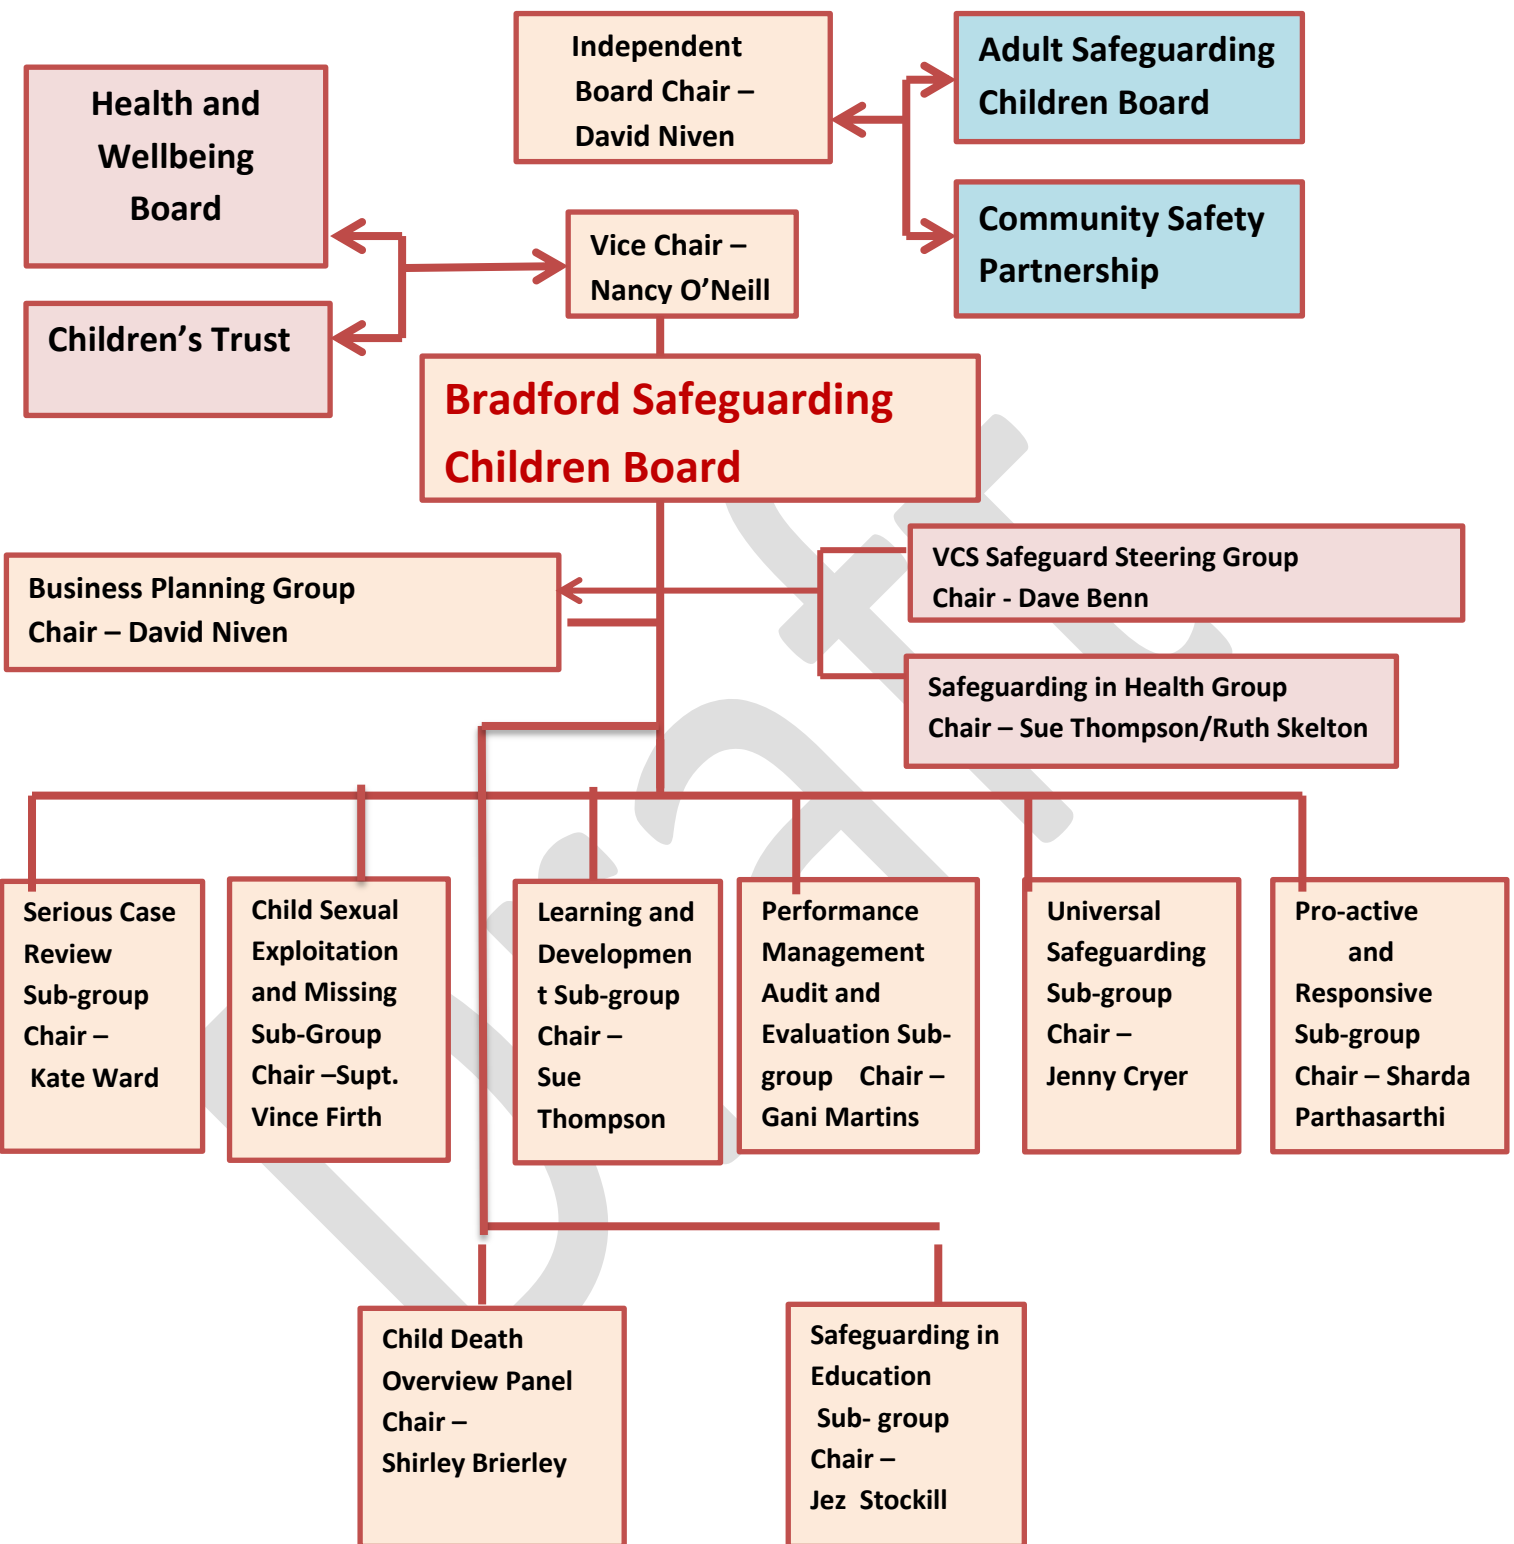 Independent
Board Chair –
David Niven
Adult Safeguarding
Children Board
Health and
Wellbeing
Board
Community Safety
Partnership
Vice Chair –
Nancy O’Neill
Children’s Trust
Bradford Safeguarding
Children Board
VCS Safeguard Steering Group
Chair - Dave Benn
Business Planning Group
Chair – David Niven
Safeguarding in Health Group
Chair – Sue Thompson/Ruth Skelton
Serious Case
Review
Sub-group
Chair –
Kate Ward
Child Sexual
Exploitation
and Missing
Sub-Group
Chair –Supt.
Vince Firth
Learning and
Developmen
t Sub-group
Chair –
Sue
Thompson
Performance
Management
Audit and
Evaluation Sub-
group Chair –
Gani Martins
Universal
Safeguarding
Sub-group
Chair –
Jenny Cryer
Pro-active
and
Responsive
Sub-group
Chair – Sharda
Parthasarthi
Child Death
Overview Panel
Chair –
Shirley Brierley
Safeguarding in
Education
Sub- group
Chair –
Jez Stockill
Draft